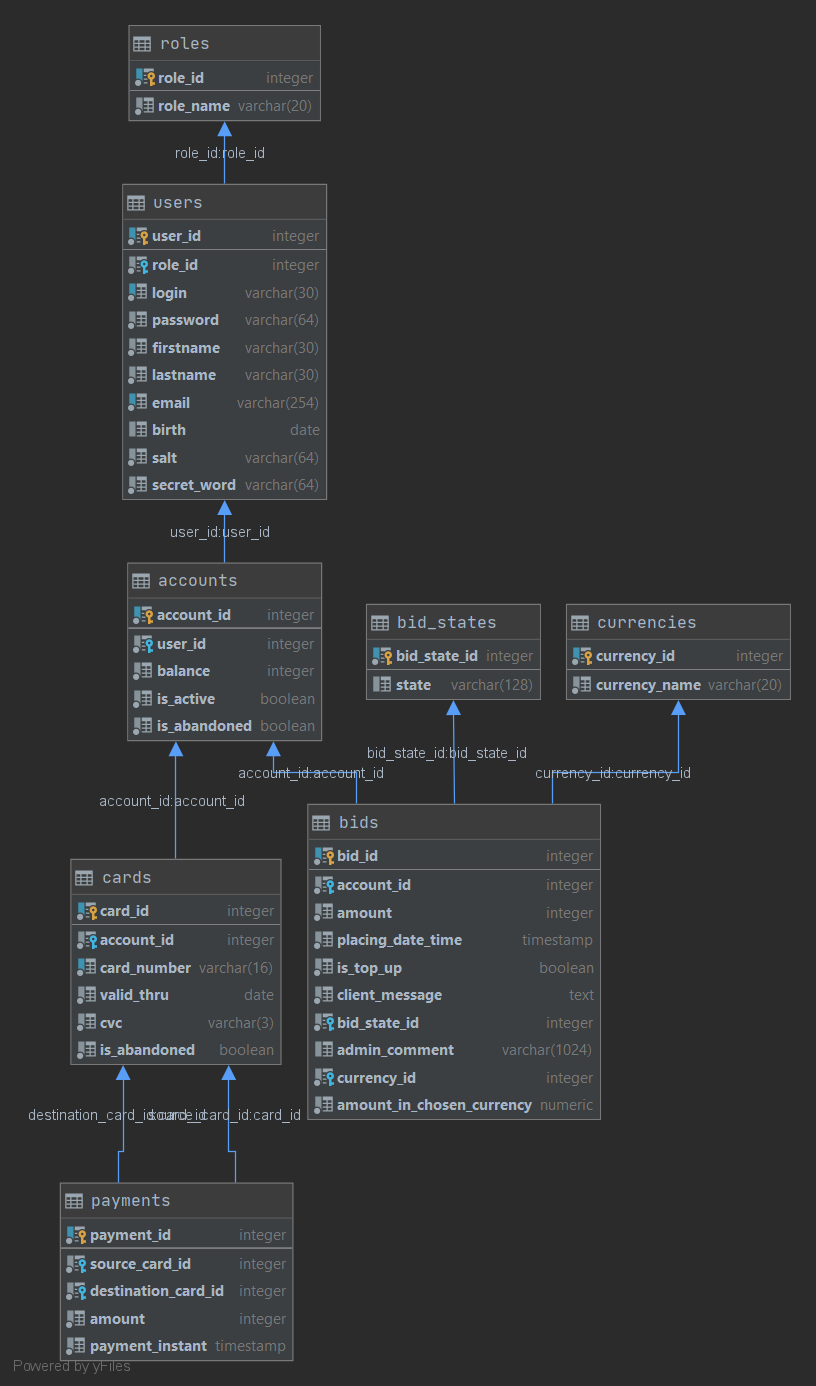 roles
role_id integer
role_name varchar(20)
role_id:role_id
users
user_id integer
role_id integer
login varchar(30)
password varchar(64)
firstname varchar(30)
lastname varchar(30)
email varchar(254)
birth date
salt varchar(64)
secret_word varchar(64)
user_id:user_id
accounts
account_id integer
user_id integer
balance integer
is_active boolean
is_abandoned boolean
bid_states
bid_state_id integer
state varchar(128)
currencies
currency_id integer
currency_name varchar(20)
bid_state_id:bid_state_id
account_id:account_id
currency_id:currency_id
account_id:account_id
bids
bid_id integer
account_id integer
amount integer
placing_date_time timestamp
is_top_up boolean
client_message text
bid_state_id integer
admin_comment varchar(1024)
currency_id integer
amount_in_chosen_currency numeric
cards
card_id integer
account_id integer
card_number varchar(16)
valid_thru date
cvc varchar(3)
is_abandoned boolean
destination_card_id:card_id
source_card_id:card_id
payments
payment_id integer
source_card_id integer
destination_card_id integer
amount integer
payment_instant timestamp
Powered by yFiles